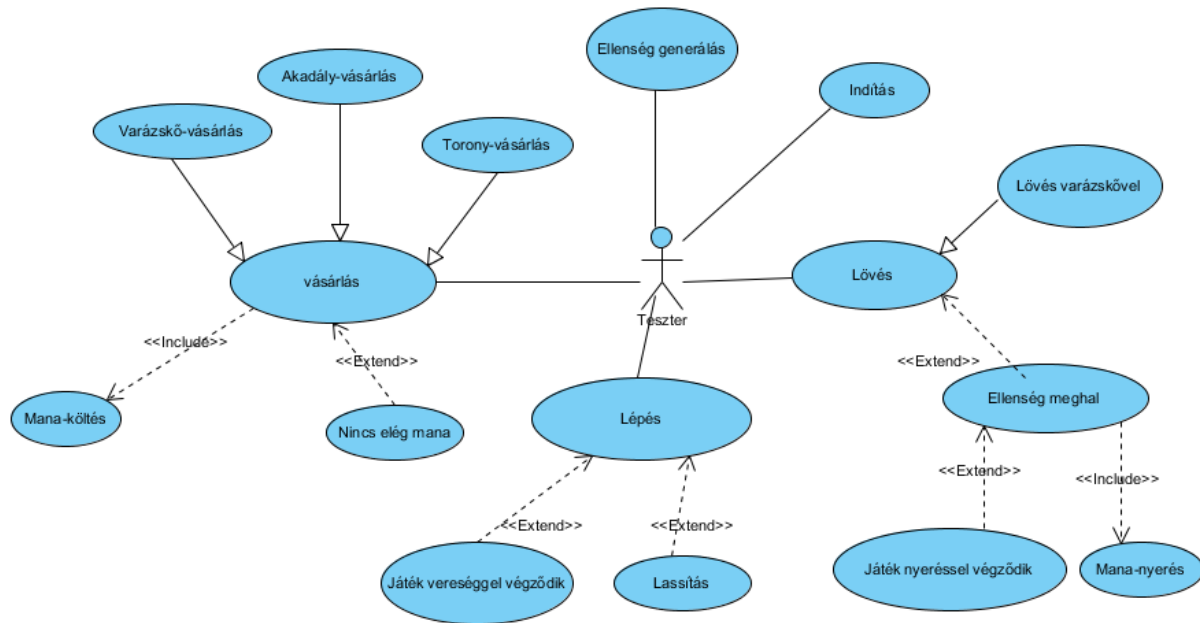 Ellenség generálás
Akadály-vásárlás
Indítás
Varázskő-vásárlás
Torony-vásárlás
Lövés varázskővel
vásárlás
Lövés
Teszter
<<Include>>
<<Extend>>
<<Extend>>
Mana-költés
Nincs elég mana
Lépés
Ellenség meghal
<<Extend>>
<<Include>>
<<Extend>>
<<Extend>>
Játék vereséggel végződik
Lassítás
Játék nyeréssel végződik
Mana-nyerés